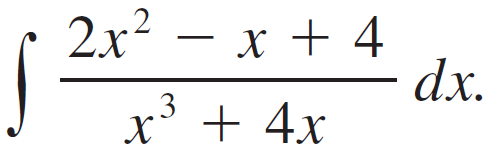 ∫ (2x² − x + 4)/(x³ + 4x) dx.